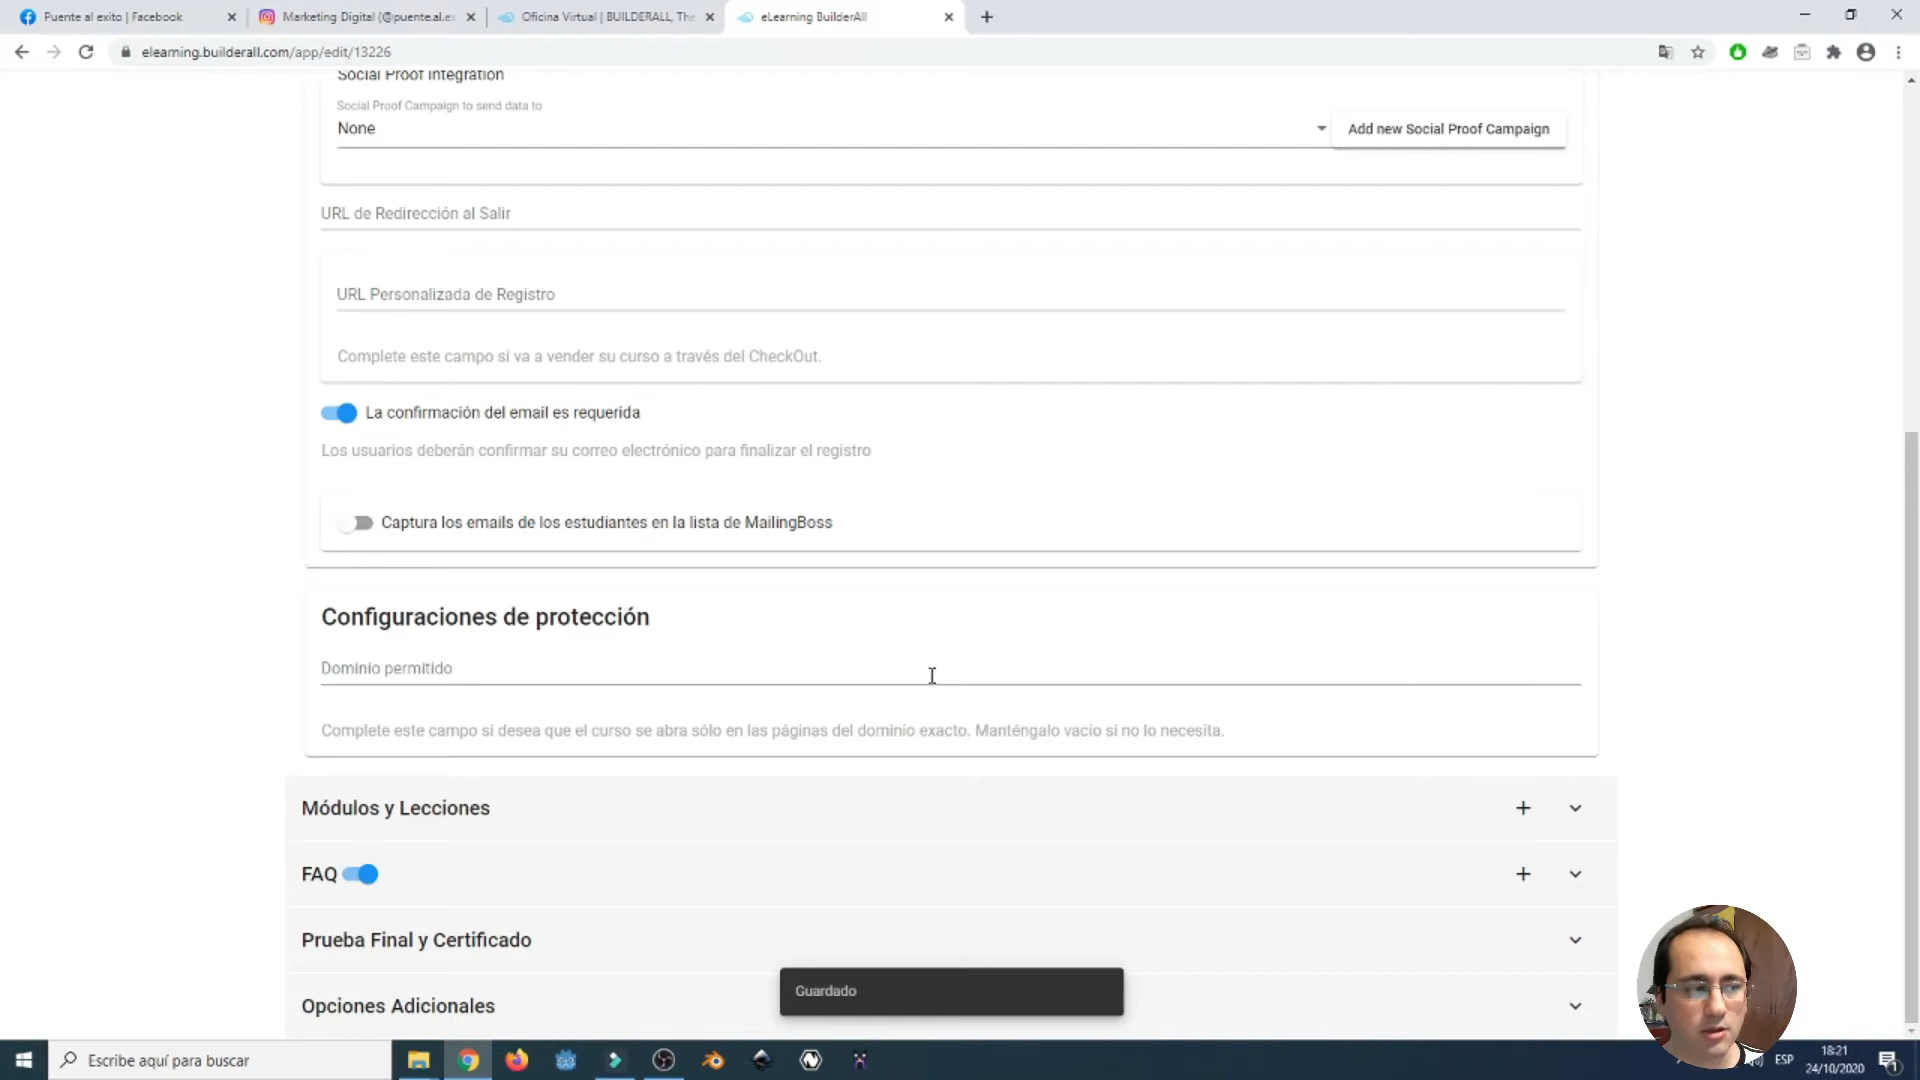 Puente al exito | Facebook
Marketing Digital (@puente.al.ex
Oficina Virtual | BUILDERALL, The
eLearning BuilderAll
elearning.builderall.com/app/edit/13226
Social Proof Integration
Social Proof Campaign to send data to
None
Add new Social Proof Campaign
URL de Redirección al Salir
URL Personalizada de Registro
Complete este campo si va a vender su curso a través del CheckOut.
La confirmación del email es requerida
Los usuarios deberán confirmar su correo electrónico para finalizar el registro
Captura los emails de los estudiantes en la lista de MailingBoss
Configuraciones de protección
Dominio permitido
Complete este campo si desea que el curso se abra sólo en las páginas del dominio exacto. Manténgalo vacío si no lo necesita.
Módulos y Lecciones
FAQ
Prueba Final y Certificado
Guardado
Opciones Adicionales
Escribe aquí para buscar
ESP
18:21
24/10/2020
1